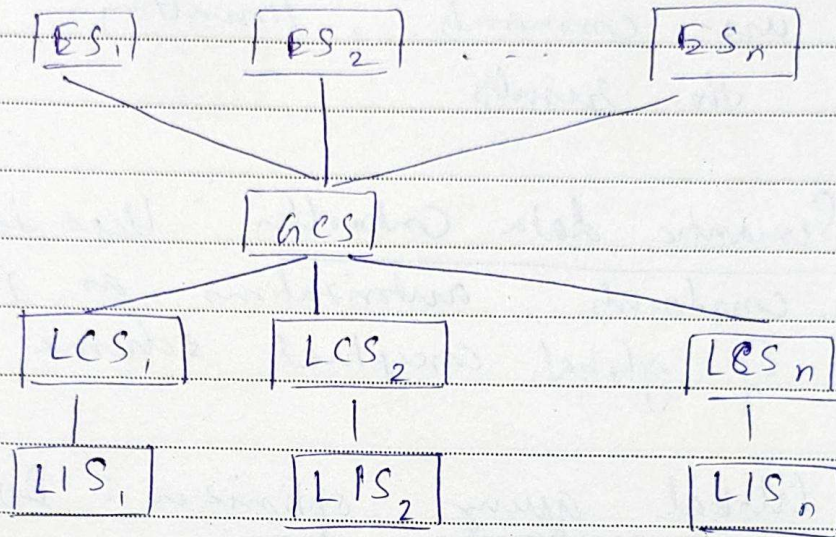 ES₁ ES₂ . . . . ESₙ
GCS
LCS₁ LCS₂ LCSₙ
LIS₁ LIS₂ LISₙ